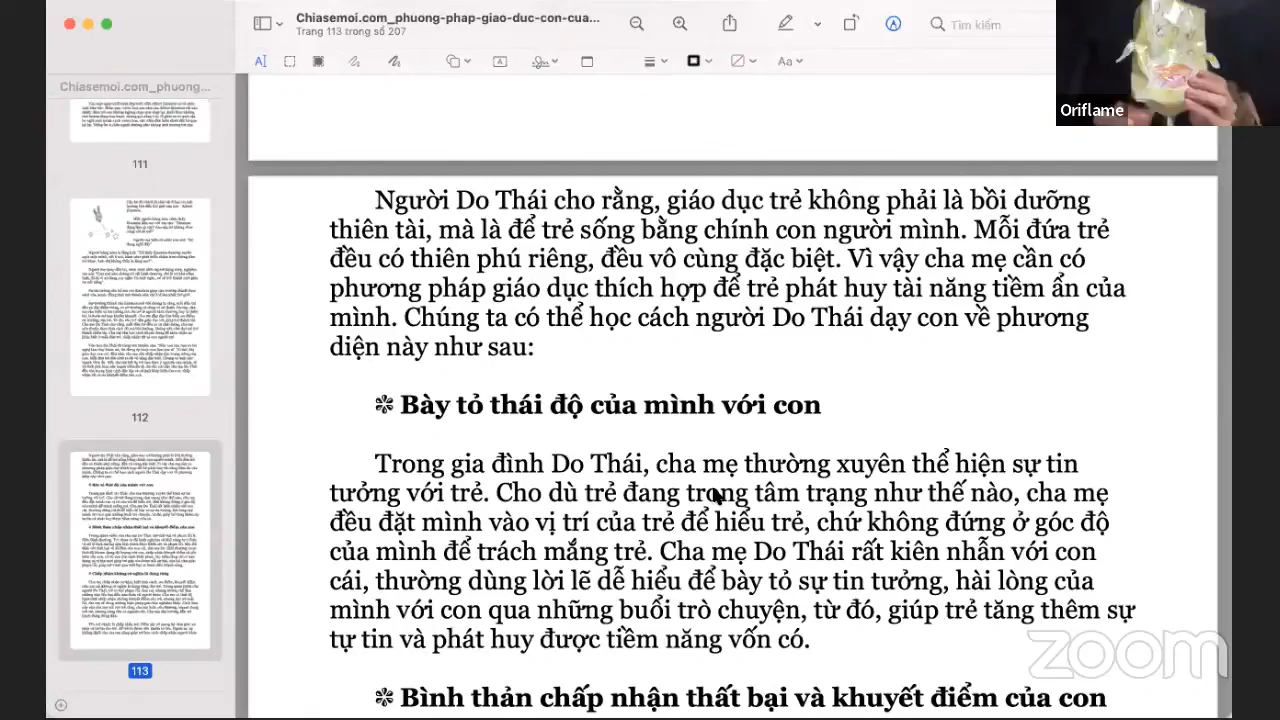 Chiasemoi.com_phuong-phap-giao-duc-con-cua...
Trang 113 trong số 207
Tìm kiếm
Chiasemoi.com_phuong...
Aa
Oriflame
111
112
113
Người Do Thái cho rằng, giáo dục trẻ không phải là bồi dưỡng
thiên tài, mà là để trẻ sống bằng chính con người mình. Mỗi đứa trẻ
đều có thiên phú riêng, đều vô cùng đặc biệt. Vì vậy cha mẹ cần có
phương pháp giáo dục thích hợp để trẻ phát huy tài năng tiềm ẩn của
mình. Chúng ta có thể học cách người Do Thái dạy con về phương
diện này như sau:
❇ Bày tỏ thái độ của mình với con
Trong gia đình Do Thái, cha mẹ thường xuyên thể hiện sự tin
tưởng với trẻ. Cho dù trẻ đang trong tâm trạng như thế nào, cha mẹ
đều đặt mình vào vị trí của trẻ để hiểu trẻ, chứ không đứng ở góc độ
của mình để trách mắng trẻ. Cha mẹ Do Thái rất kiên nhẫn với con
cái, thường dùng lời lẽ dễ hiểu để bày tỏ sự tin tưởng, hài lòng của
mình với con qua những buổi trò chuyện, từ đó, giúp trẻ tăng thêm sự
tự tin và phát huy được tiềm năng vốn có.
❇ Bình thản chấp nhận thất bại và khuyết điểm của con
zoom